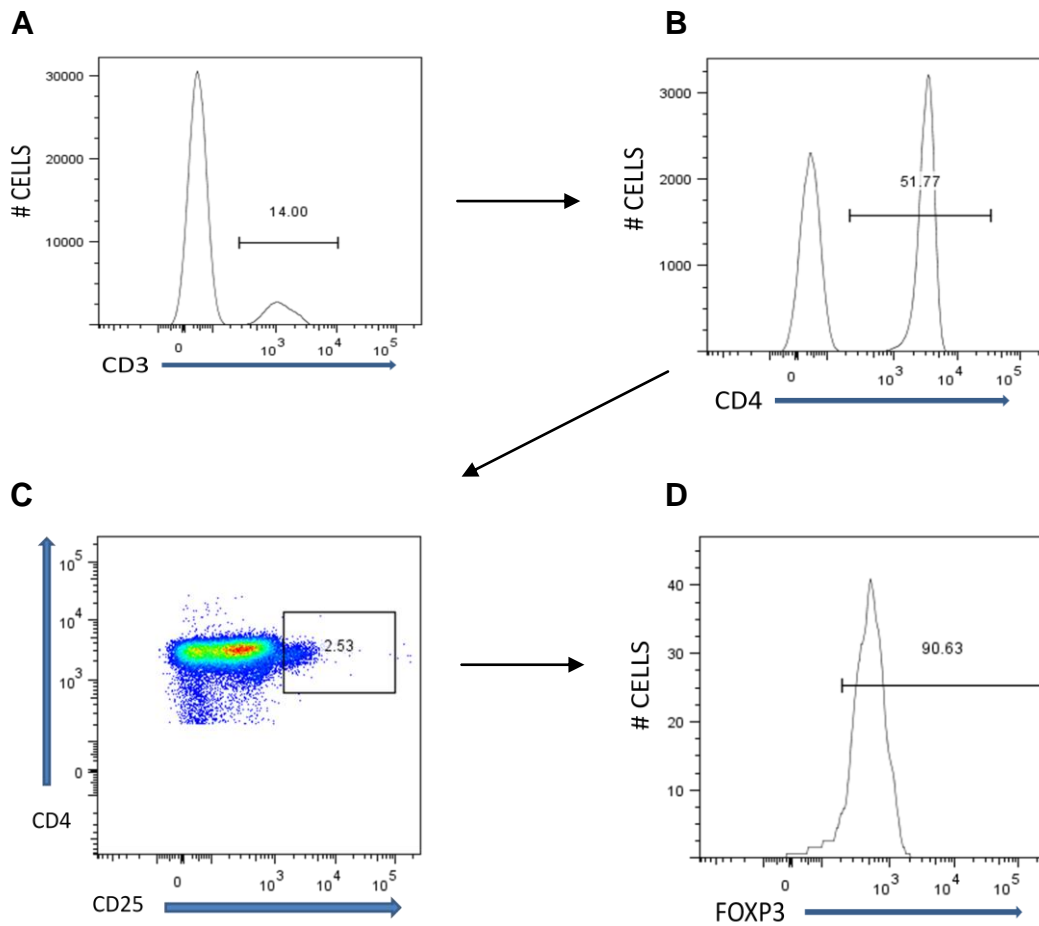 A
# CELLS
30000
20000
10000
14.00
0 10³ 10⁴ 10⁵
CD3
B
# CELLS
3000
2000
1000
51.77
0 10³ 10⁴ 10⁵
CD4
C
10⁵
10⁴
10³
0
2.53
CD4
0 10³ 10⁴ 10⁵
CD25
D
# CELLS
40
30
20
10
90.63
0 10³ 10⁴ 10⁵
FOXP3